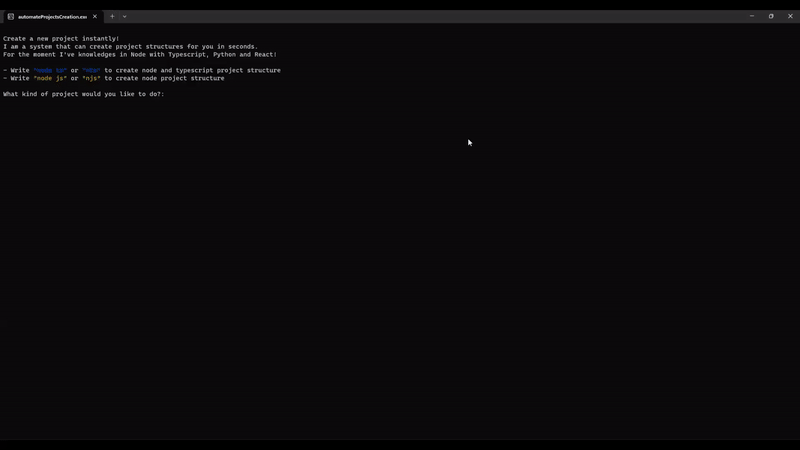 automateProjectsCreation.exe
Create a new project instantly!
I am a system that can create project structures for you in seconds.
For the moment I've knowledges in Node with Typescript, Python and React!
- Write or to create node and typescript project structure
- Write "node js" or "njs" to create node project structure
What kind of project would you like to do?: